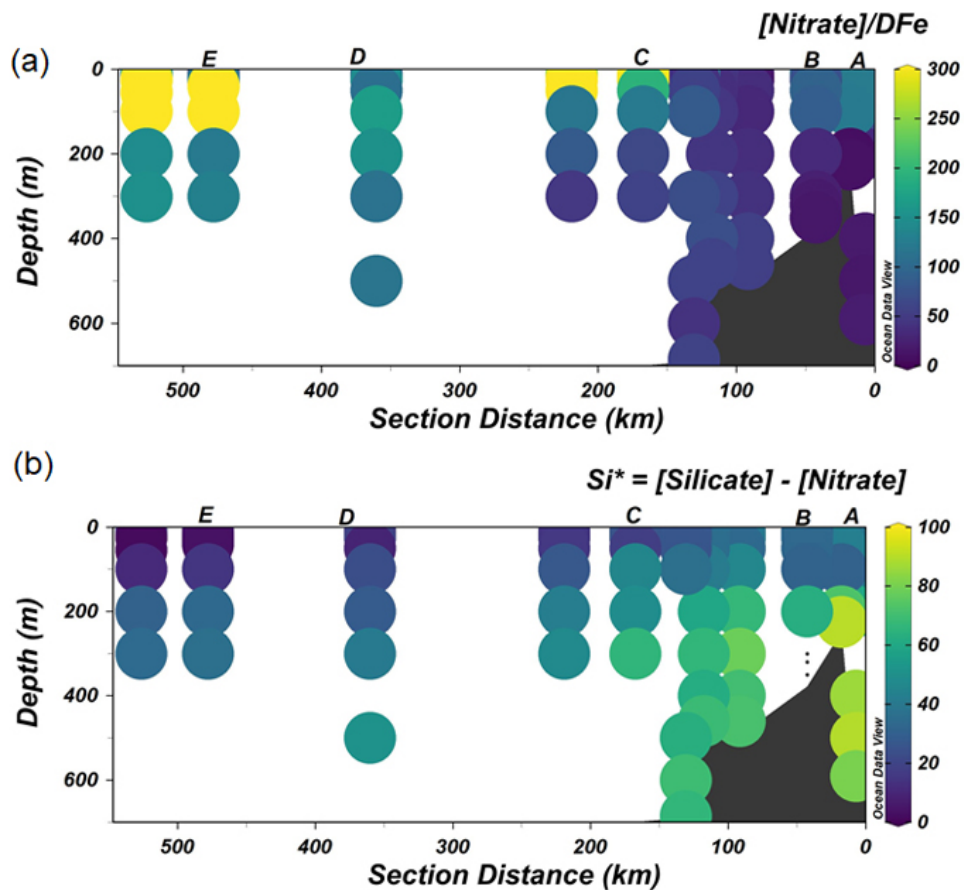 (a)
[Nitrate]/DFe
E D C B A
0
200
400
600
Depth (m)
500 400 300 200 100 0
Section Distance (km)
300
250
200
150
100
50
0
Ocean Data View
(b)
Si* = [Silicate] - [Nitrate]
E D C B A
0
200
400
600
Depth (m)
500 400 300 200 100 0
Section Distance (km)
100
80
60
40
20
0
Ocean Data View